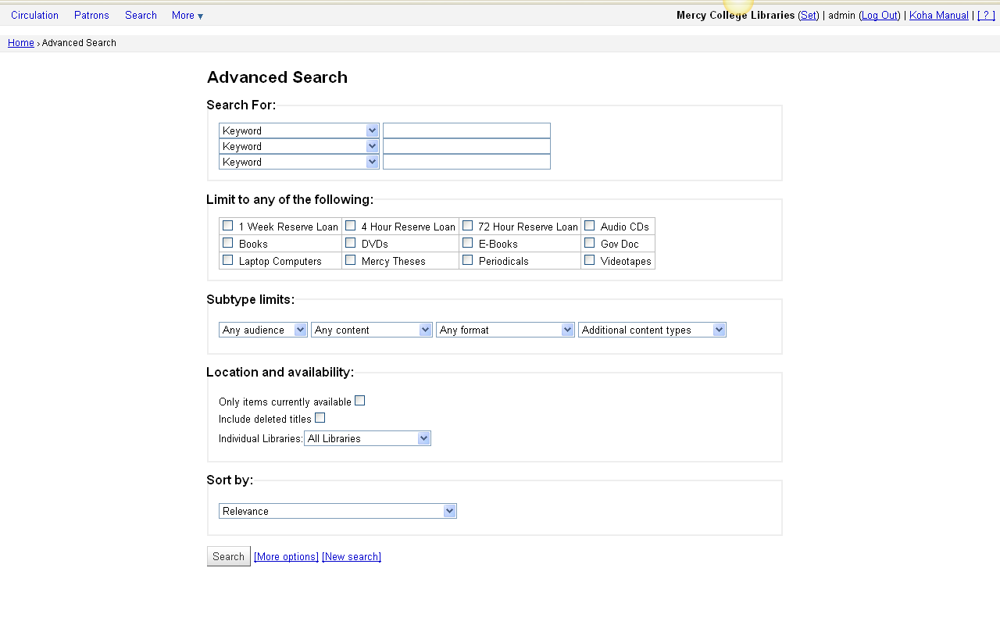 Circulation Patrons Search More ▼ Mercy College Libraries (Set) | admin (Log Out) | Koha Manual | [ ? ]
Home › Advanced Search
Advanced Search
Search For:
Keyword
Keyword
Keyword
Limit to any of the following:
1 Week Reserve Loan 4 Hour Reserve Loan 72 Hour Reserve Loan Audio CDs
Books DVDs E-Books Gov Doc
Laptop Computers Mercy Theses Periodicals Videotapes
Subtype limits:
Any audience Any content Any format Additional content types
Location and availability:
Only items currently available
Include deleted titles
Individual Libraries: All Libraries
Sort by:
Relevance
Search [More options] [New search]